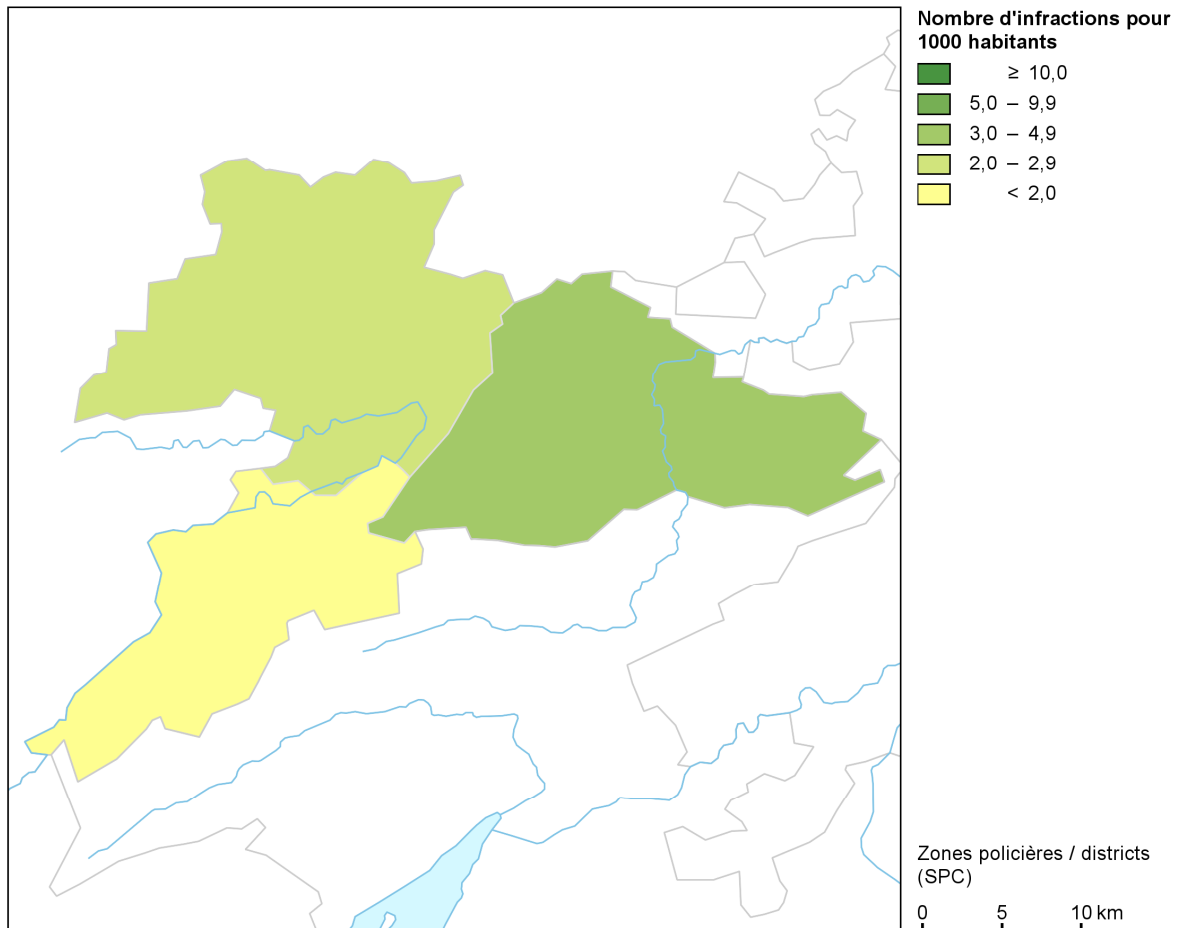 Nombre d'infractions pour
1000 habitants
≥ 10,0
5,0 – 9,9
3,0 – 4,9
2,0 – 2,9
< 2,0
Zones policières / districts
(SPC)
0 5 10 km